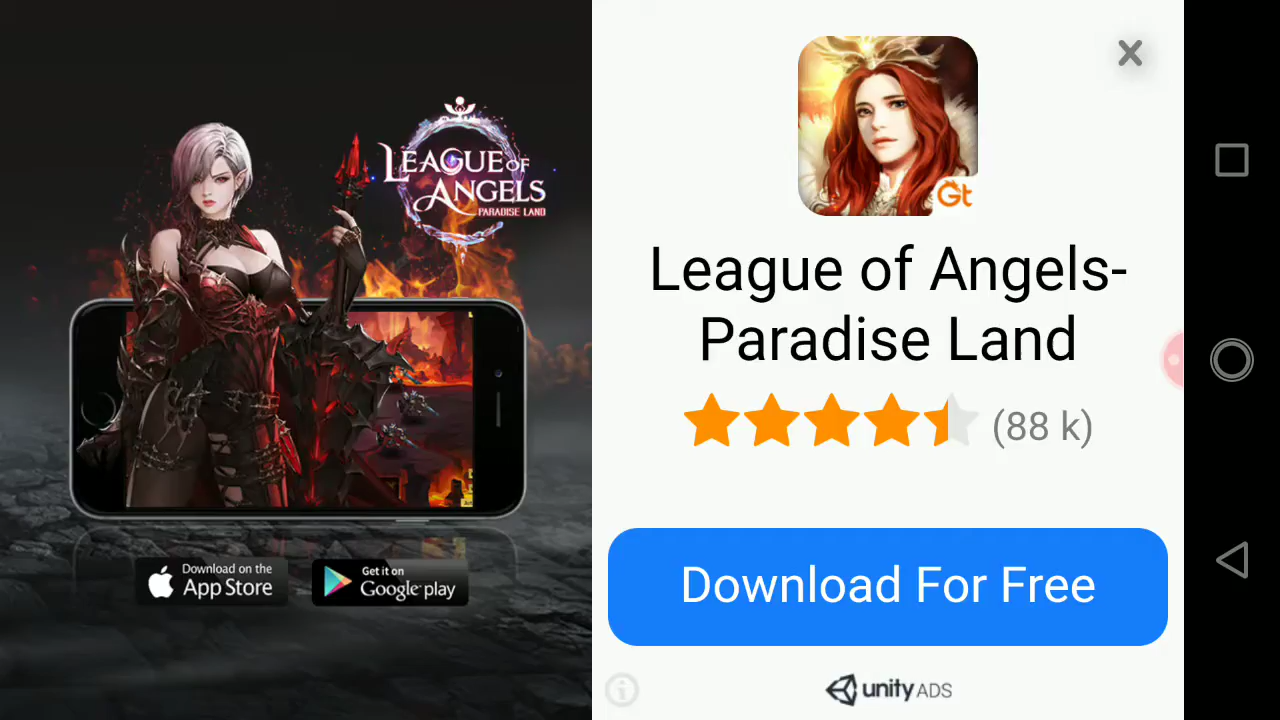 LEAGUE OF
ANGELS
PARADISE LAND
Download on the
App Store
Get it on
Google play
Gt
League of Angels-
Paradise Land
(88 k)
Download For Free
unity ADS